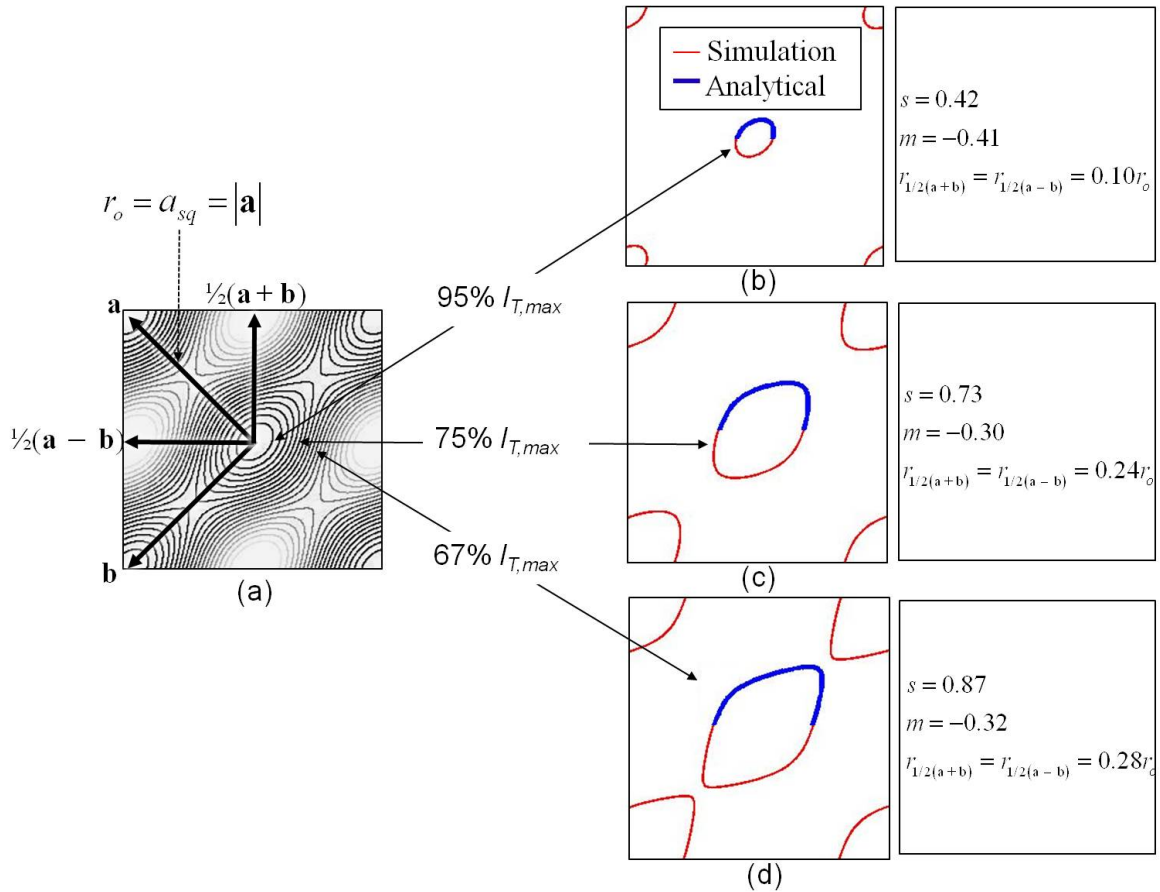 r_o = a_sq = |a|
a
½(a + b)
½(a − b)
b
(a)
95% I_T,max
75% I_T,max
67% I_T,max
Simulation
Analytical
(b)
s = 0.42
m = −0.41
r_1/2(a+b) = r_1/2(a−b) = 0.10r_o
(c)
s = 0.73
m = −0.30
r_1/2(a+b) = r_1/2(a−b) = 0.24r_o
(d)
s = 0.87
m = −0.32
r_1/2(a+b) = r_1/2(a−b) = 0.28r_o